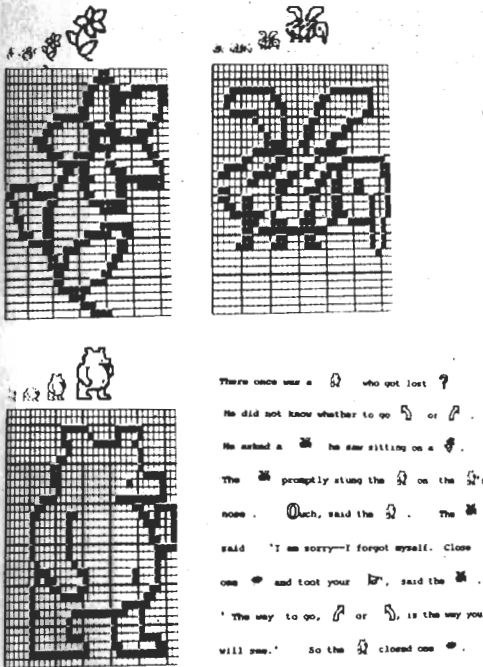 There once was a who got lost ?
He did not know whether to go or .
He asked a he saw sitting on a .
The promptly stung the on the 's
nose . Ouch, said the . The
said 'I am sorry--I forgot myself. Close
one and toot your ', said the .
' The way to go, or , is the way you
will see.' So the closed one .